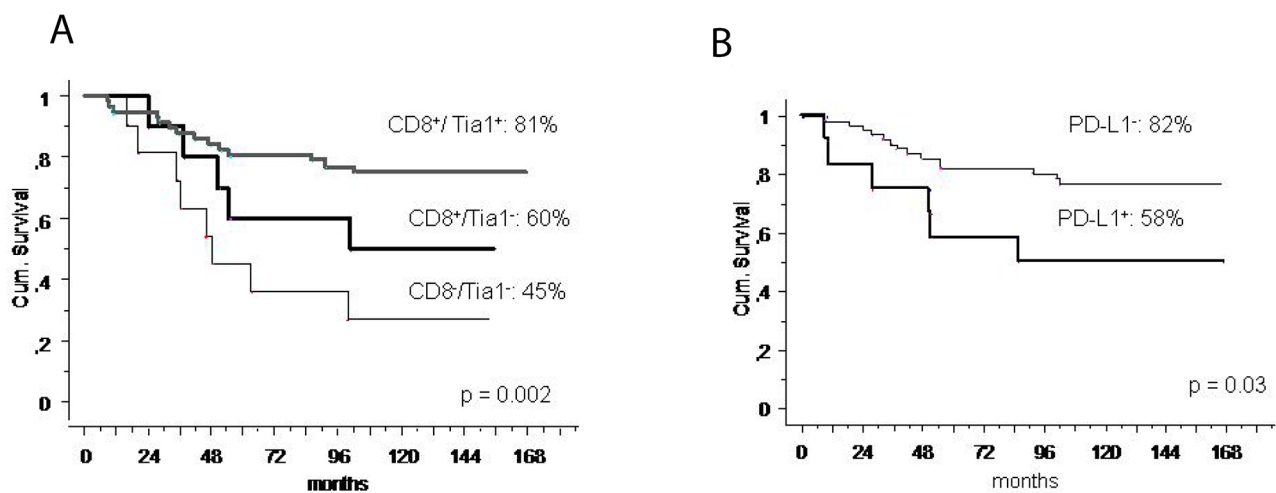 A
Cum. Survival
1
.8
.6
.4
.2
0
CD8⁺/ Tia1⁺: 81%
CD8⁺/Tia1⁻: 60%
CD8⁻/Tia1⁻: 45%
p = 0.002
0 24 48 72 96 120 144 168
months
B
Cum. Survival
1
.8
.6
.4
.2
0
PD-L1⁻: 82%
PD-L1⁺: 58%
p = 0.03
0 24 48 72 96 120 144 168
months